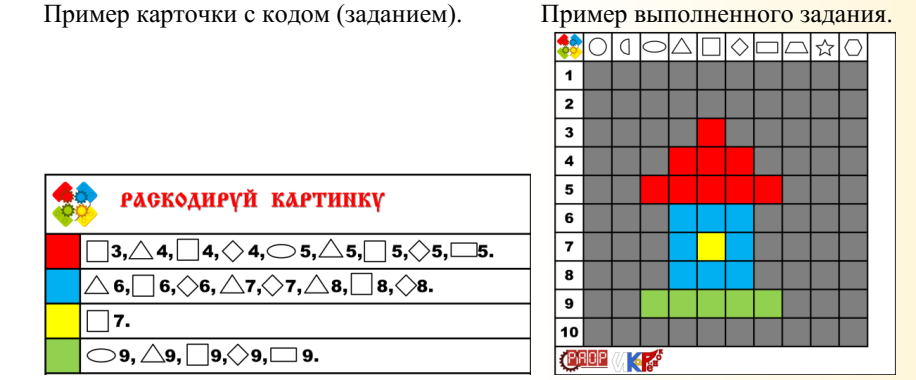 Пример карточки с кодом (заданием).
Пример выполненного задания.
РАСКОДИРУЙ КАРТИНКУ
3, 4, 4, 4, 5, 5, 5, 5, 5.
6, 6, 6, 7, 7, 8, 8, 8.
7.
9, 9, 9, 9, 9.
1
2
3
4
5
6
7
8
9
10